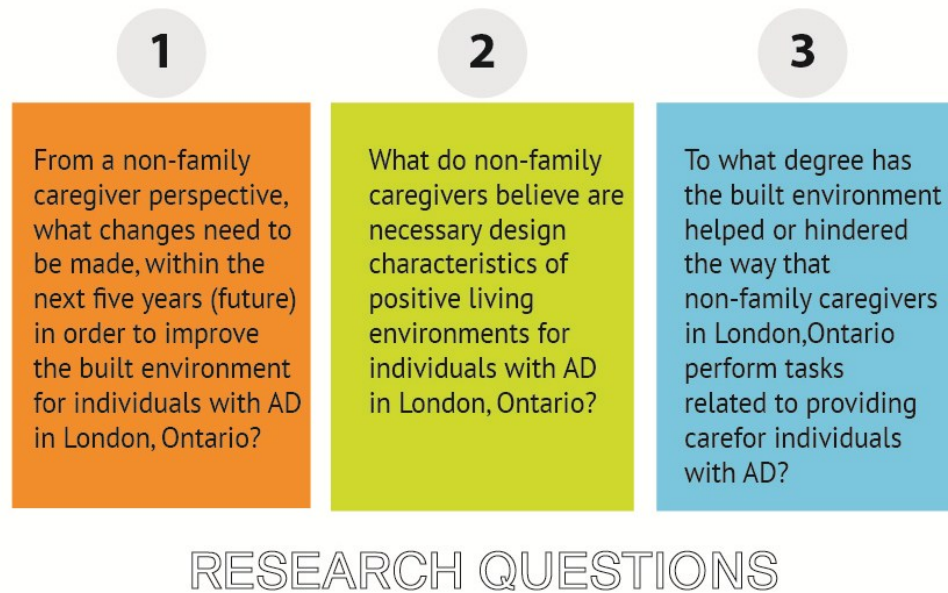 1
From a non-family
caregiver perspective,
what changes need to
be made, within the
next five years (future)
in order to improve
the built environment
for individuals with AD
in London, Ontario?
2
What do non-family
caregivers believe are
necessary design
characteristics of
positive living
environments for
individuals with AD
in London, Ontario?
3
To what degree has
the built environment
helped or hindered
the way that
non-family caregivers
in London,Ontario
perform tasks
related to providing
carefor individuals
with AD?
RESEARCH QUESTIONS